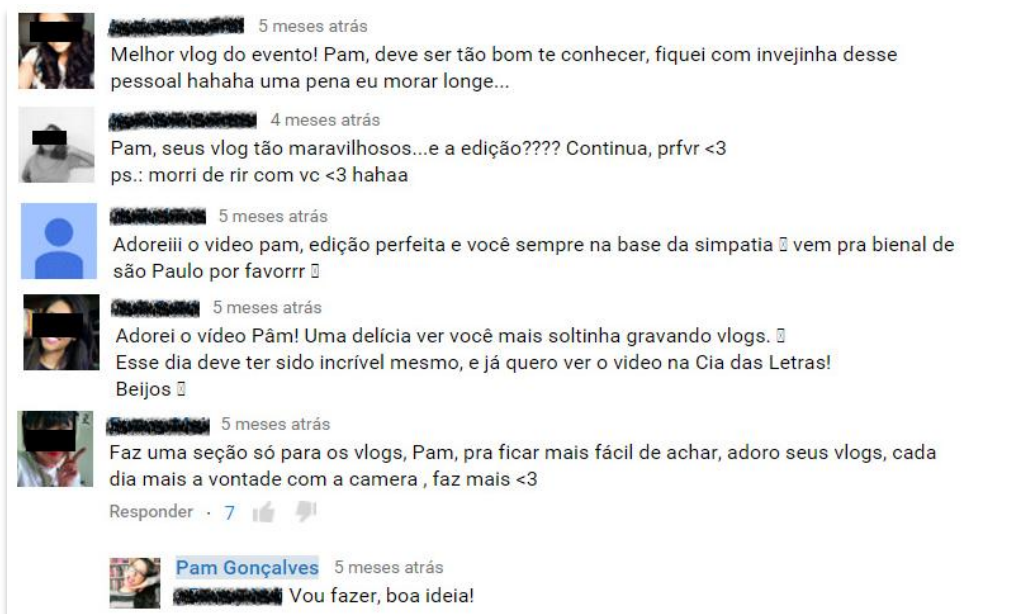 5 meses atrás
Melhor vlog do evento! Pam, deve ser tão bom te conhecer, fiquei com invejinha desse
pessoal hahaha uma pena eu morar longe...
4 meses atrás
Pam, seus vlog tão maravilhosos...e a edição???? Continua, prfvr <3
ps.: morri de rir com vc <3 hahaa
5 meses atrás
Adoreiii o video pam, edição perfeita e você sempre na base da simpatia vem pra bienal de
são Paulo por favorrr
5 meses atrás
Adorei o vídeo Pâm! Uma delícia ver você mais soltinha gravando vlogs.
Esse dia deve ter sido incrível mesmo, e já quero ver o video na Cia das Letras!
Beijos
5 meses atrás
Faz uma seção só para os vlogs, Pam, pra ficar mais fácil de achar, adoro seus vlogs, cada
dia mais a vontade com a camera , faz mais <3
Responder · 7
Pam Gonçalves 5 meses atrás
Vou fazer, boa ideia!